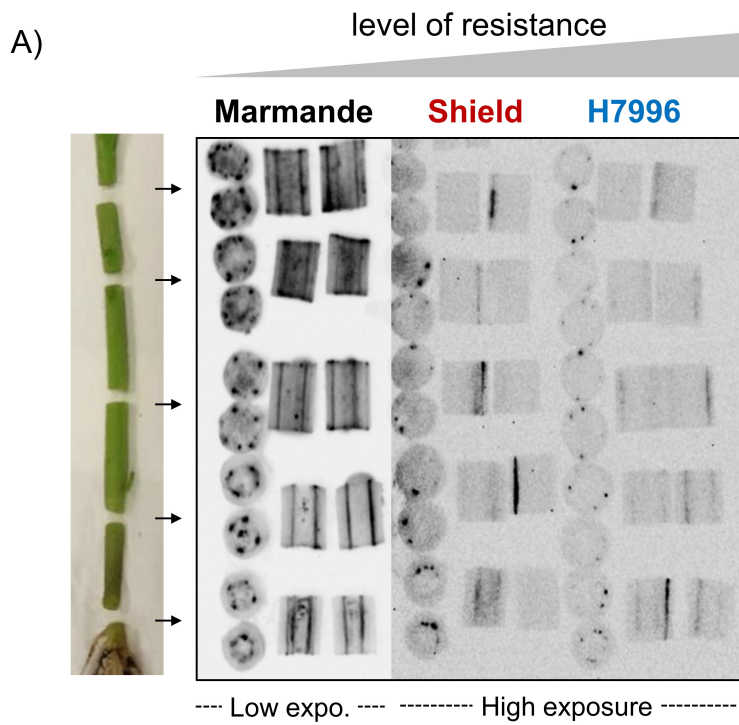 level of resistance
A)
Marmande Shield H7996
Low expo. High exposure